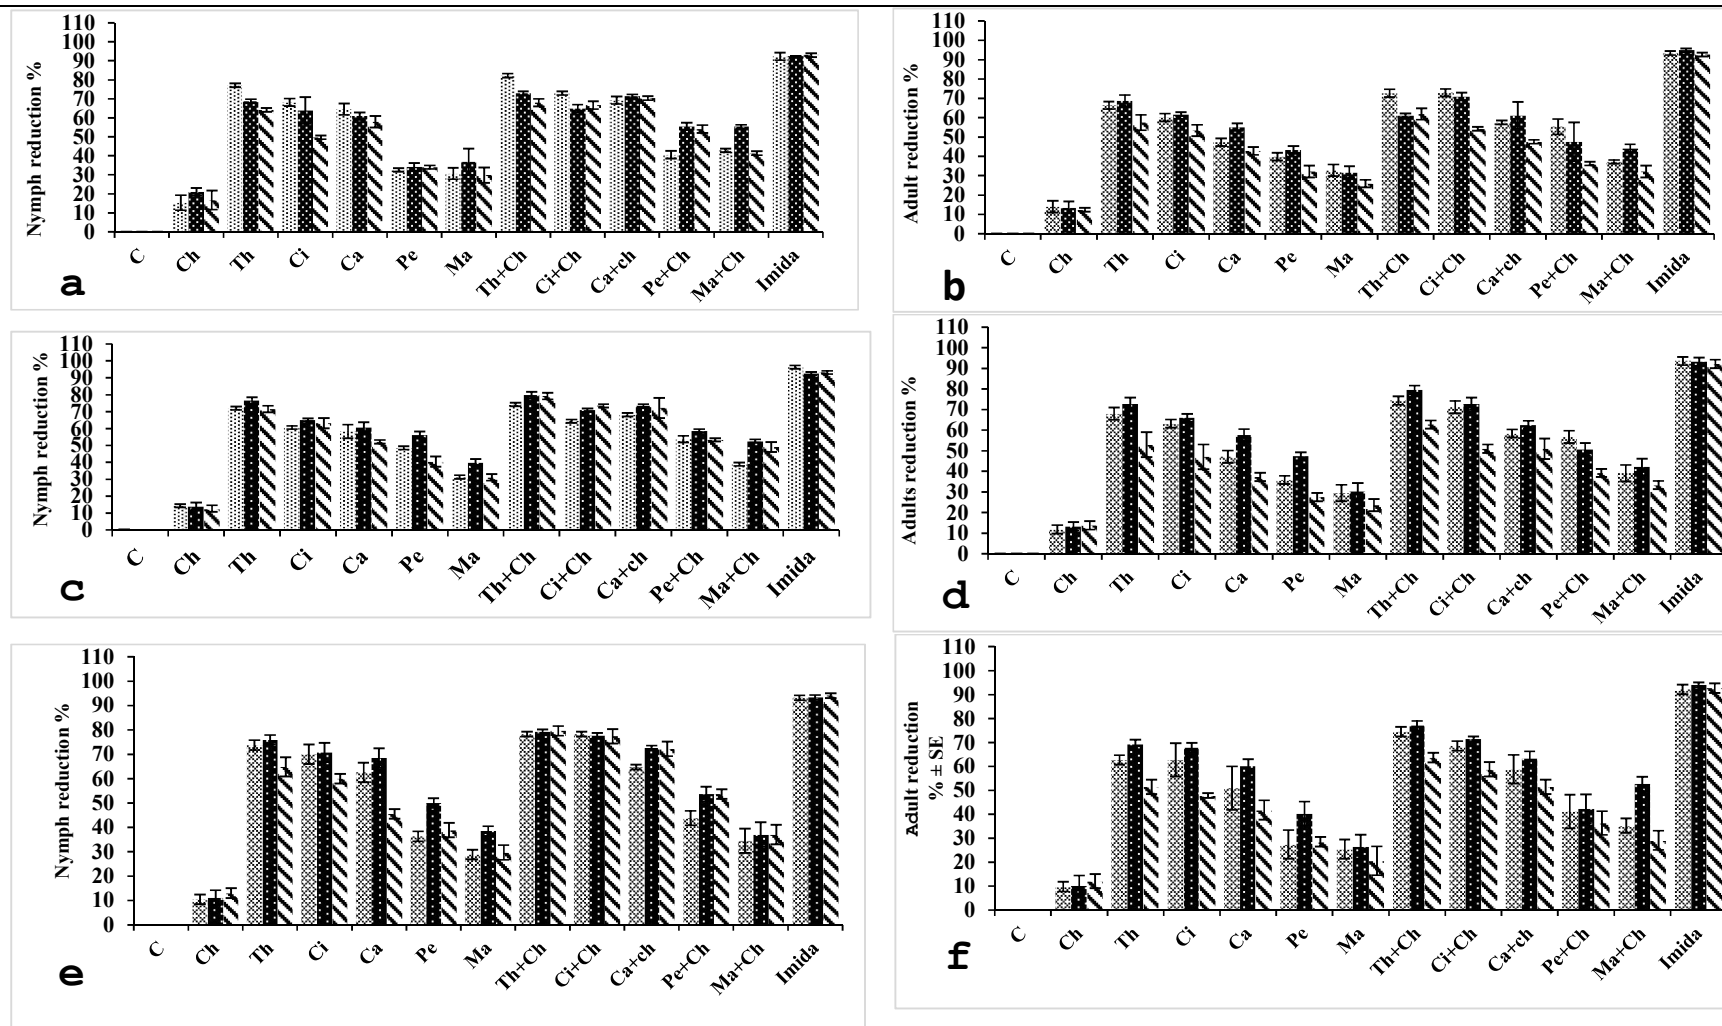 Nymph reduction %
110
100
90
80
70
60
50
40
30
20
10
0
C
Ch
Th
Ci
Ca
Pe
Ma
Th+Ch
Ci+Ch
Ca+ch
Pe+Ch
Ma+Ch
Imida
a
Adult reduction %
110
100
90
80
70
60
50
40
30
20
10
0
C
Ch
Th
Ci
Ca
Pe
Ma
Th+Ch
Ci+Ch
Ca+ch
Pe+Ch
Ma+Ch
Imida
b
Nymph reduction %
110
100
90
80
70
60
50
40
30
20
10
0
C
Ch
Th
Ci
Ca
Pe
Ma
Th+Ch
Ci+Ch
Ca+ch
Pe+Ch
Ma+Ch
Imida
c
Adults reduction %
110
100
90
80
70
60
50
40
30
20
10
0
C
Ch
Th
Ci
Ca
Pe
Ma
Th+Ch
Ci+Ch
Ca+ch
Pe+Ch
Ma+Ch
Imida
d
Nymph reduction %
110
100
90
80
70
60
50
40
30
20
10
0
C
Ch
Th
Ci
Ca
Pe
Ma
Th+Ch
Ci+Ch
Ca+ch
Pe+Ch
Ma+Ch
Imida
e
Adult reduction
% ± SE
110
100
90
80
70
60
50
40
30
20
10
0
C
Ch
Th
Ci
Ca
Pe
Ma
Th+Ch
Ci+Ch
Ca+ch
Pe+Ch
Ma+Ch
Imida
f